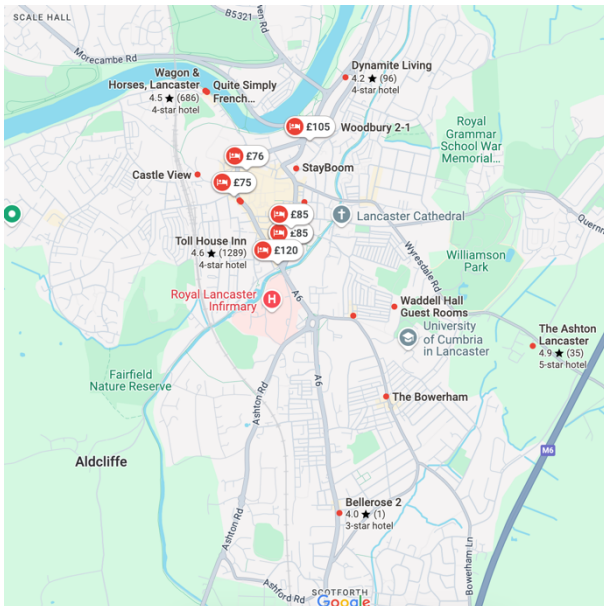 SCALE HALL
B5321
Owen Rd
Morecambe Rd
Wagon &
Horses, Lancaster
4.5 ★ (686)
4-star hotel
Quite Simply
French...
Dynamite Living
4.2 ★ (96)
4-star hotel
£105
Woodbury 2-1
Royal
Grammar
School War
Memorial...
£76
StayBoom
Castle View
£75
£85
Lancaster Cathedral
£85
Toll House Inn
4.6 ★ (1289)
4-star hotel
£120
Wyresdale Rd
Williamson
Park
A6
Royal Lancaster
Infirmary
H
Waddell Hall
Guest Rooms
University
of Cumbria
in Lancaster
The Ashton
Lancaster
4.9 ★ (35)
5-star hotel
Fairfield
Nature Reserve
Ashton Rd
A6
The Bowerham
M6
Aldcliffe
Bellerose 2
4.0 ★ (1)
3-star hotel
Ashton Rd
Bowerham Ln
Ashford Rd
SCOTFORTH
Google